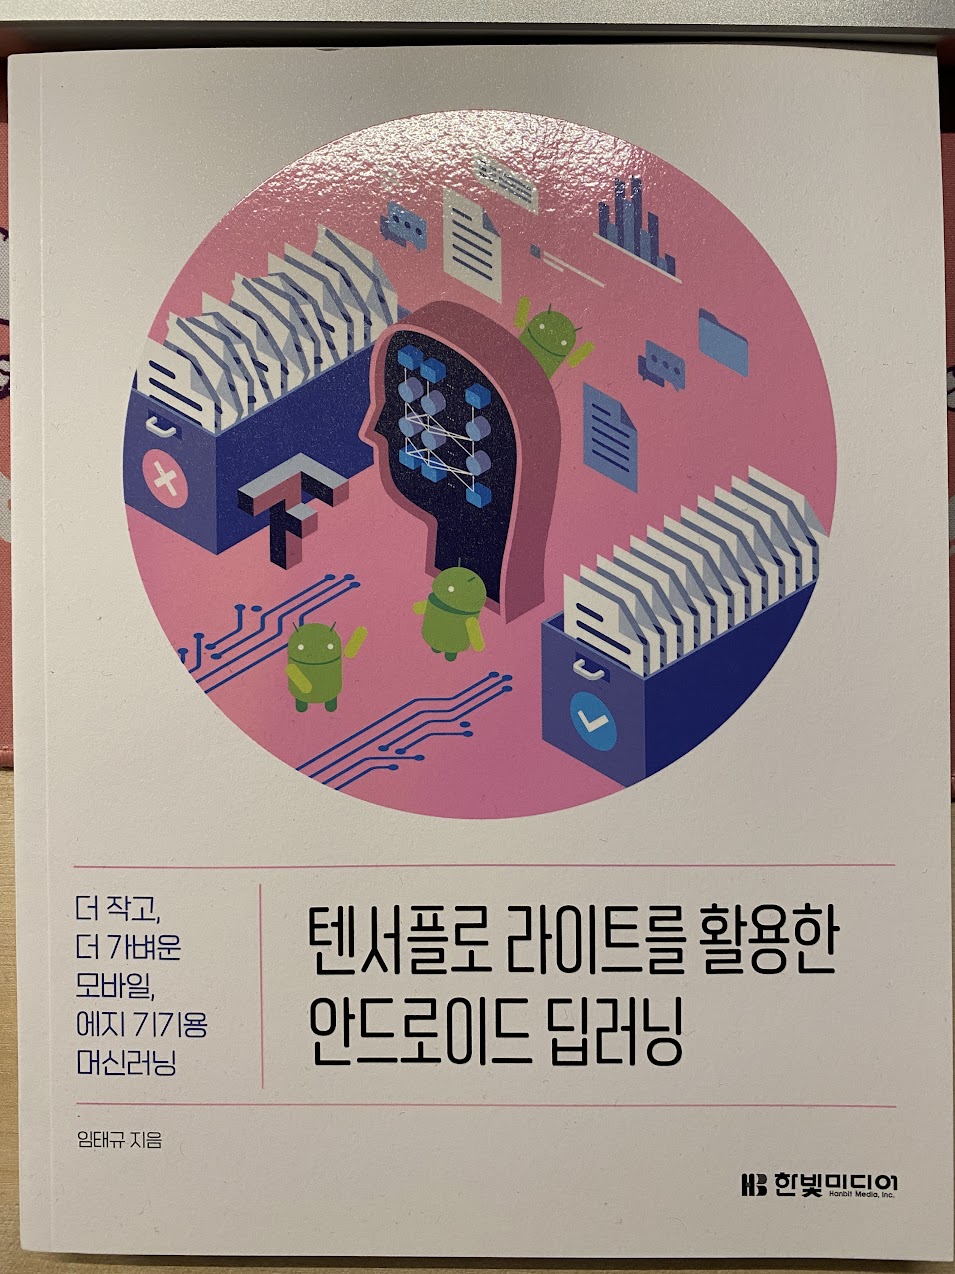 더 작고,
더 가벼운
모바일,
에지 기기용
머신러닝
텐서플로 라이트를 활용한
안드로이드 딥러닝
임태규 지음
HB 한빛미디어
Hanbit Media, Inc.